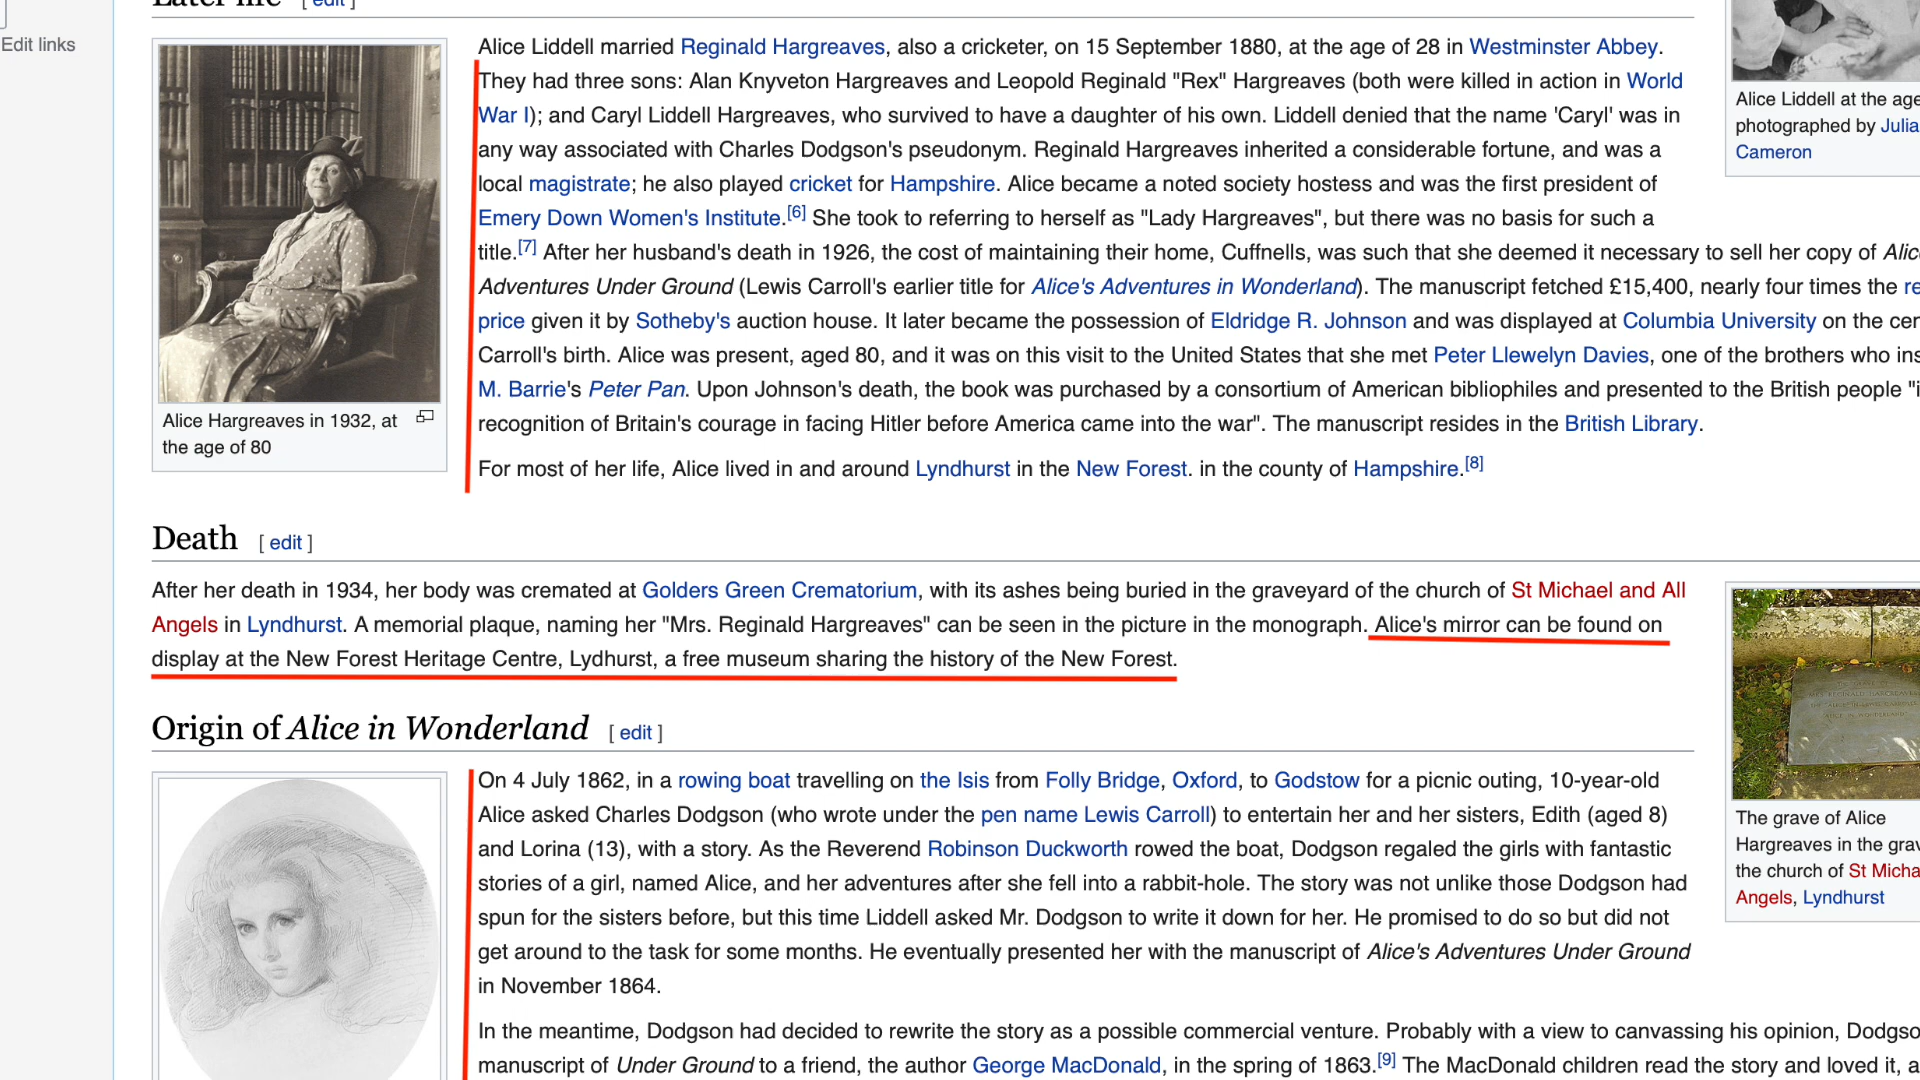 Later life [ edit ]
Edit links
Alice Liddell married Reginald Hargreaves, also a cricketer, on 15 September 1880, at the age of 28 in Westminster Abbey.
They had three sons: Alan Knyveton Hargreaves and Leopold Reginald "Rex" Hargreaves (both were killed in action in World
War I); and Caryl Liddell Hargreaves, who survived to have a daughter of his own. Liddell denied that the name 'Caryl' was in
any way associated with Charles Dodgson's pseudonym. Reginald Hargreaves inherited a considerable fortune, and was a
local magistrate; he also played cricket for Hampshire. Alice became a noted society hostess and was the first president of
Emery Down Women's Institute.[6] She took to referring to herself as "Lady Hargreaves", but there was no basis for such a
title.[7] After her husband's death in 1926, the cost of maintaining their home, Cuffnells, was such that she deemed it necessary to sell her copy of Alic
Adventures Under Ground (Lewis Carroll's earlier title for Alice's Adventures in Wonderland). The manuscript fetched £15,400, nearly four times the re
price given it by Sotheby's auction house. It later became the possession of Eldridge R. Johnson and was displayed at Columbia University on the cen
Carroll's birth. Alice was present, aged 80, and it was on this visit to the United States that she met Peter Llewelyn Davies, one of the brothers who ins
M. Barrie's Peter Pan. Upon Johnson's death, the book was purchased by a consortium of American bibliophiles and presented to the British people "i
recognition of Britain's courage in facing Hitler before America came into the war". The manuscript resides in the British Library.
For most of her life, Alice lived in and around Lyndhurst in the New Forest. in the county of Hampshire.[8]
Alice Hargreaves in 1932, at
the age of 80
Alice Liddell at the age
photographed by Julia
Cameron
Death [ edit ]
After her death in 1934, her body was cremated at Golders Green Crematorium, with its ashes being buried in the graveyard of the church of St Michael and All
Angels in Lyndhurst. A memorial plaque, naming her "Mrs. Reginald Hargreaves" can be seen in the picture in the monograph. Alice's mirror can be found on
display at the New Forest Heritage Centre, Lydhurst, a free museum sharing the history of the New Forest.
The grave of Alice
Hargreaves in the grav
the church of St Micha
Angels, Lyndhurst
Origin of Alice in Wonderland [ edit ]
On 4 July 1862, in a rowing boat travelling on the Isis from Folly Bridge, Oxford, to Godstow for a picnic outing, 10-year-old
Alice asked Charles Dodgson (who wrote under the pen name Lewis Carroll) to entertain her and her sisters, Edith (aged 8)
and Lorina (13), with a story. As the Reverend Robinson Duckworth rowed the boat, Dodgson regaled the girls with fantastic
stories of a girl, named Alice, and her adventures after she fell into a rabbit-hole. The story was not unlike those Dodgson had
spun for the sisters before, but this time Liddell asked Mr. Dodgson to write it down for her. He promised to do so but did not
get around to the task for some months. He eventually presented her with the manuscript of Alice's Adventures Under Ground
in November 1864.
In the meantime, Dodgson had decided to rewrite the story as a possible commercial venture. Probably with a view to canvassing his opinion, Dodgso
manuscript of Under Ground to a friend, the author George MacDonald, in the spring of 1863.[9] The MacDonald children read the story and loved it, a